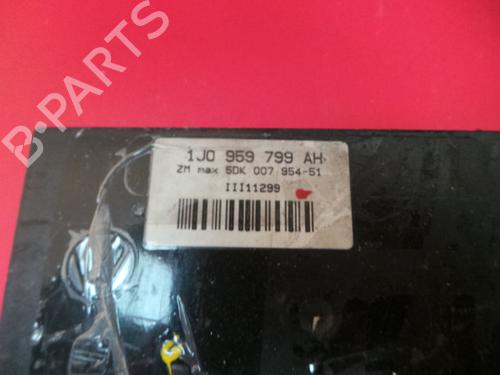 B-PARTS
1J0 959 799 AH
ZM max 5DK 007 954-51
III11299